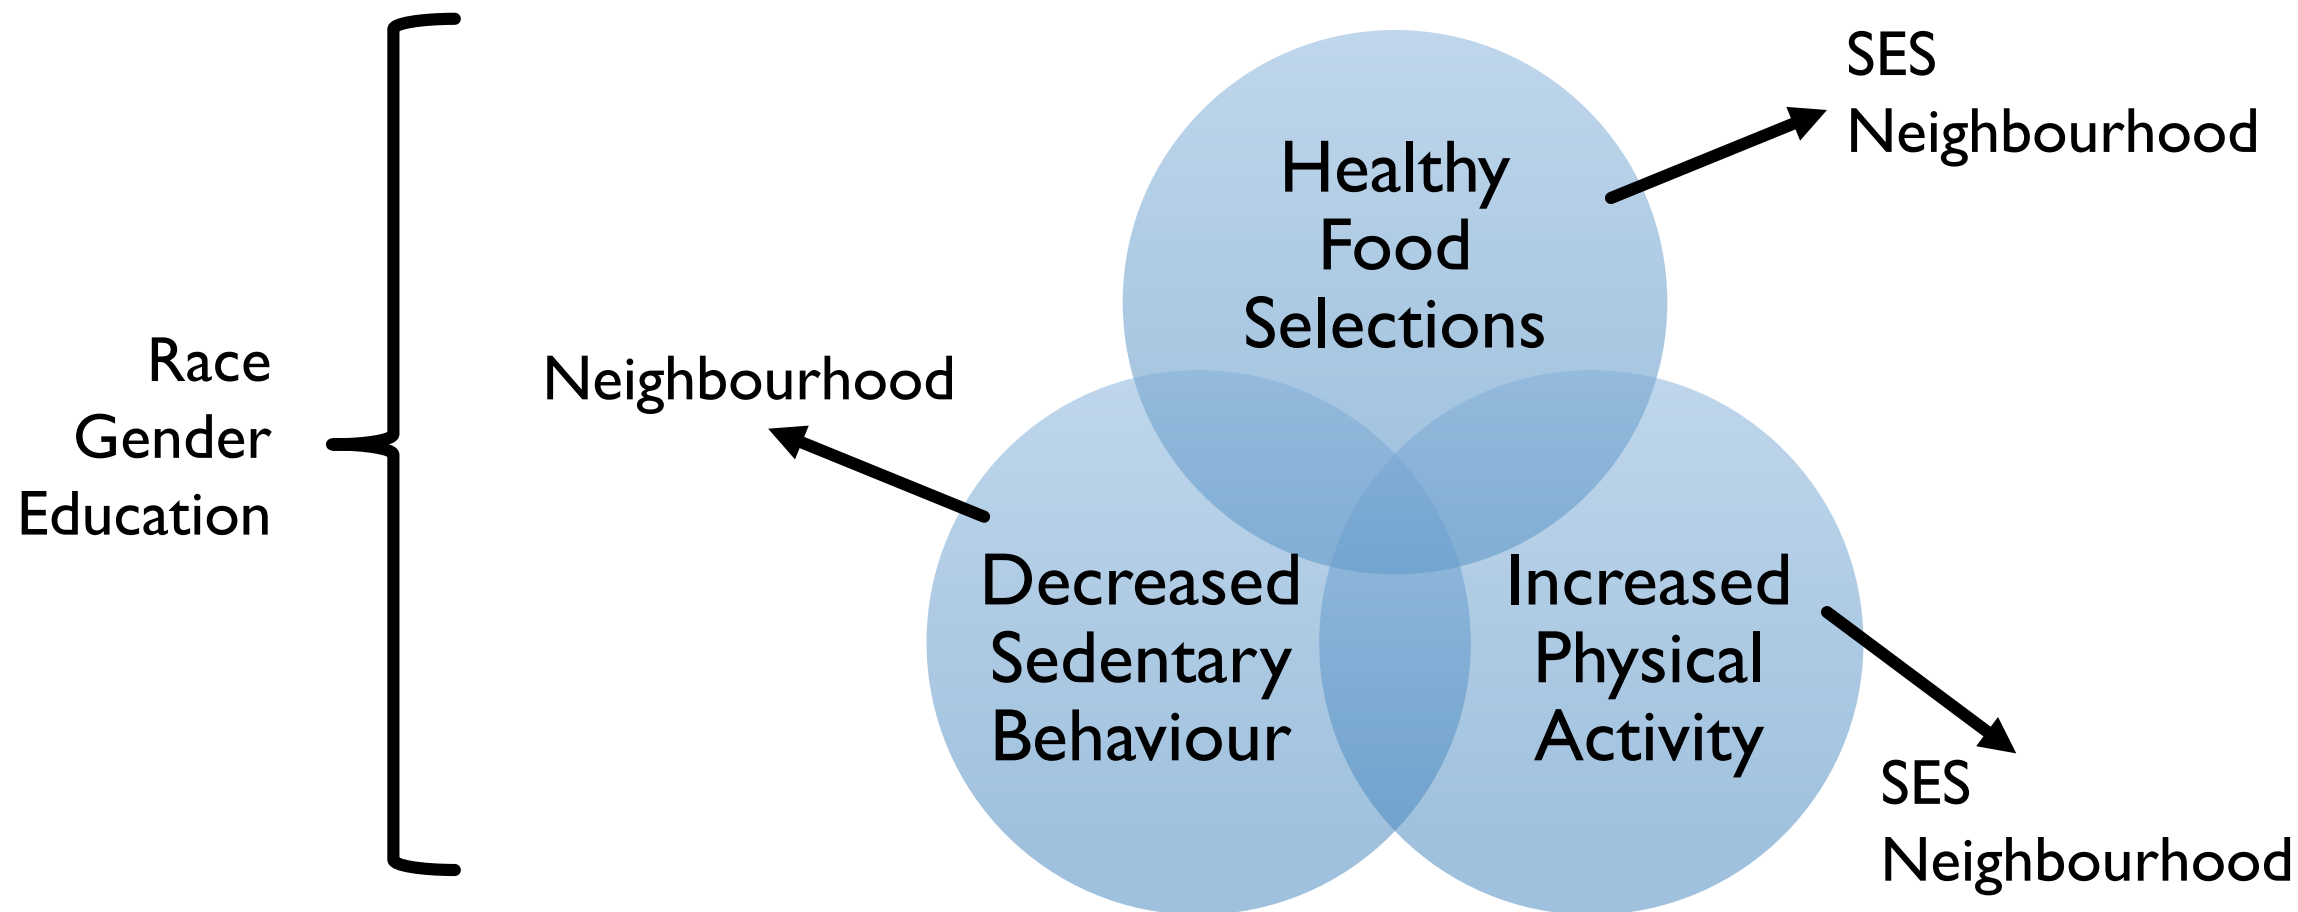 Race
Gender
Education
Neighbourhood
Healthy
Food
Selections
SES
Neighbourhood
Decreased
Sedentary
Behaviour
Increased
Physical
Activity
SES
Neighbourhood